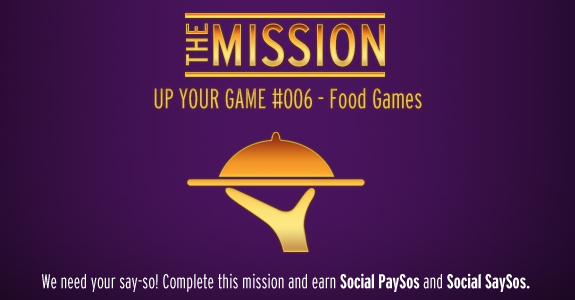 THE MISSION
UP YOUR GAME #006 - Food Games
We need your say-so! Complete this mission and earn Social PaySos and Social SaySos.